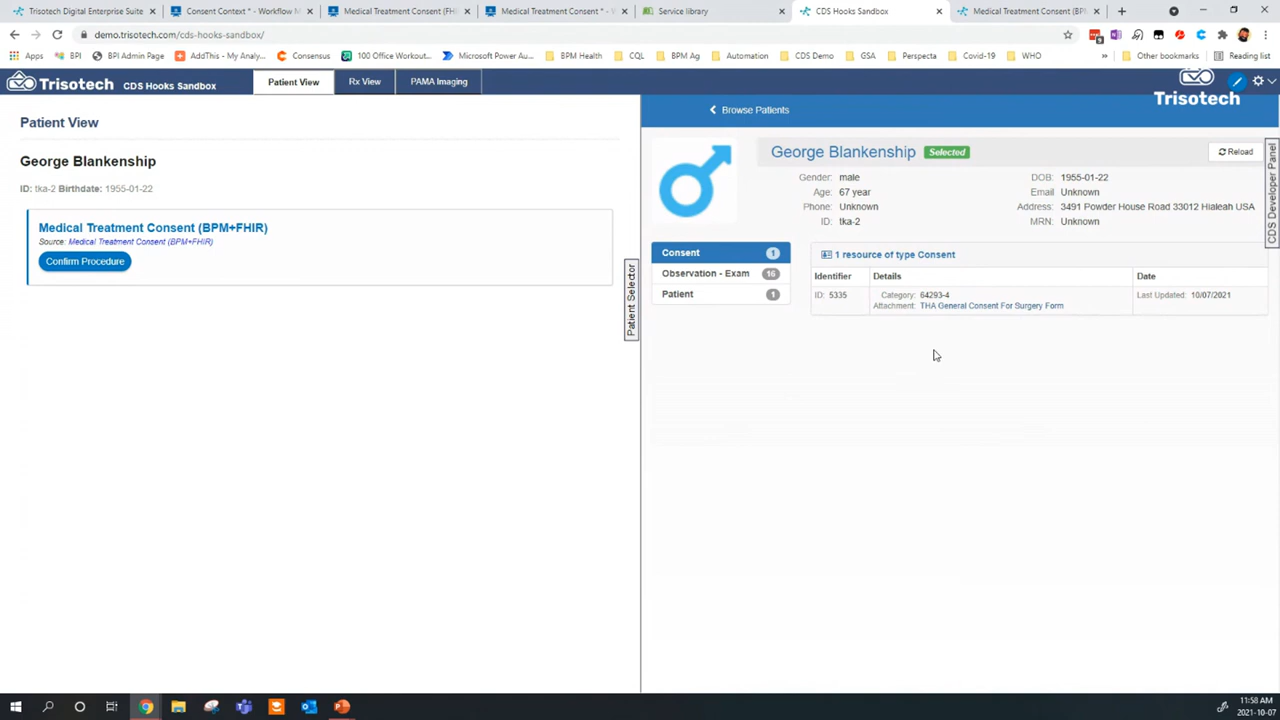 Trisotech Digital Enterprise Suite
Consent Context * - Workflow M
Medical Treatment Consent (FHI
Medical Treatment Consent * - W
Service library
CDS Hooks Sandbox
Medical Treatment Consent (BPM
demo.trisotech.com/cds-hooks-sandbox/
Apps
BPI
BPI Admin Page
AddThis - My Analy...
Consensus
100 Office Workout...
Microsoft Power Au...
BPM Health
CQL
BPM Ag
Automation
CDS Demo
GSA
Perspecta
Covid-19
WHO
Other bookmarks
Reading list
Trisotech CDS Hooks Sandbox
Patient View
Rx View
PAMA Imaging
Trisotech
Patient View
George Blankenship
ID: tka-2 Birthdate: 1955-01-22
Medical Treatment Consent (BPM+FHIR)
Source: Medical Treatment Consent (BPM+FHIR)
Confirm Procedure
Patient Selector
Browse Patients
George Blankenship Selected
Reload
CDS Developer Panel
Gender: male
Age: 67 year
Phone: Unknown
ID: tka-2
DOB: 1955-01-22
Email Unknown
Address: 3491 Powder House Road 33012 Hialeah USA
MRN: Unknown
Consent 1
Observation - Exam 16
Patient 1
1 resource of type Consent
Identifier Details Date
ID: 5335
Category: 64293-4
Attachment: THA General Consent For Surgery Form
Last Updated: 10/07/2021
11:58 AM
2021-10-07